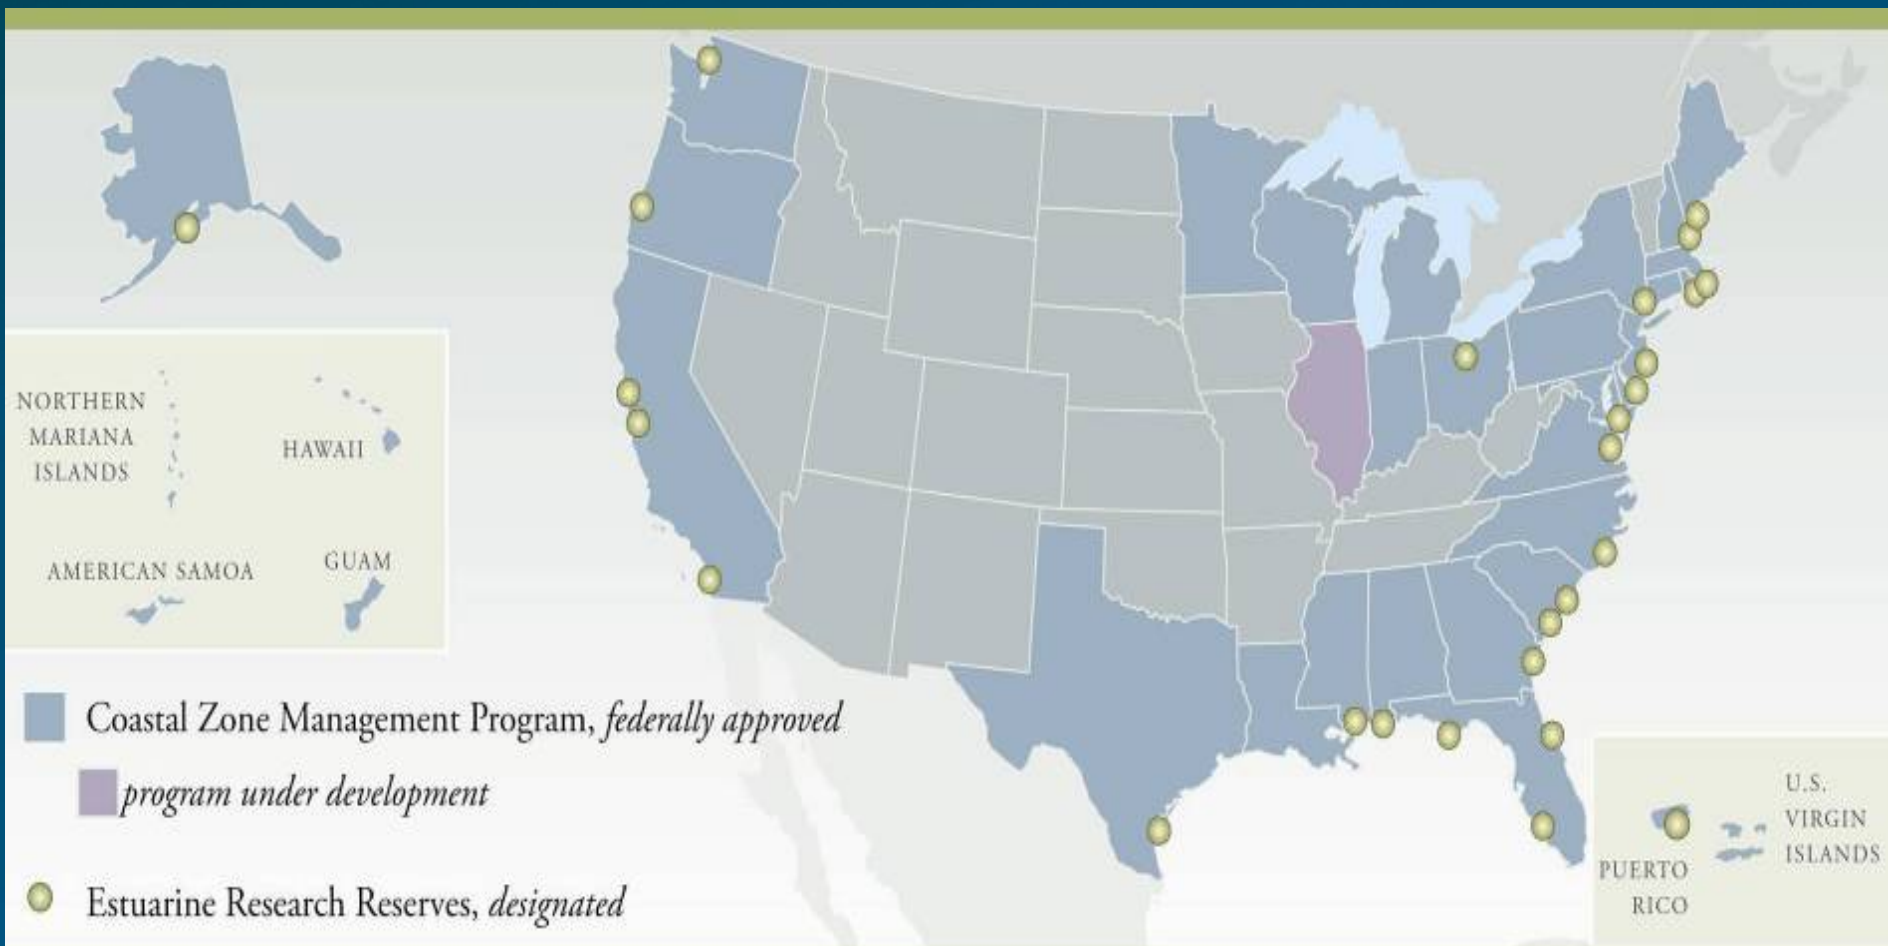 NORTHERN
MARIANA
ISLANDS
HAWAII
AMERICAN SAMOA
GUAM
Coastal Zone Management Program, federally approved
program under development
Estuarine Research Reserves, designated
U.S.
VIRGIN
ISLANDS
PUERTO
RICO